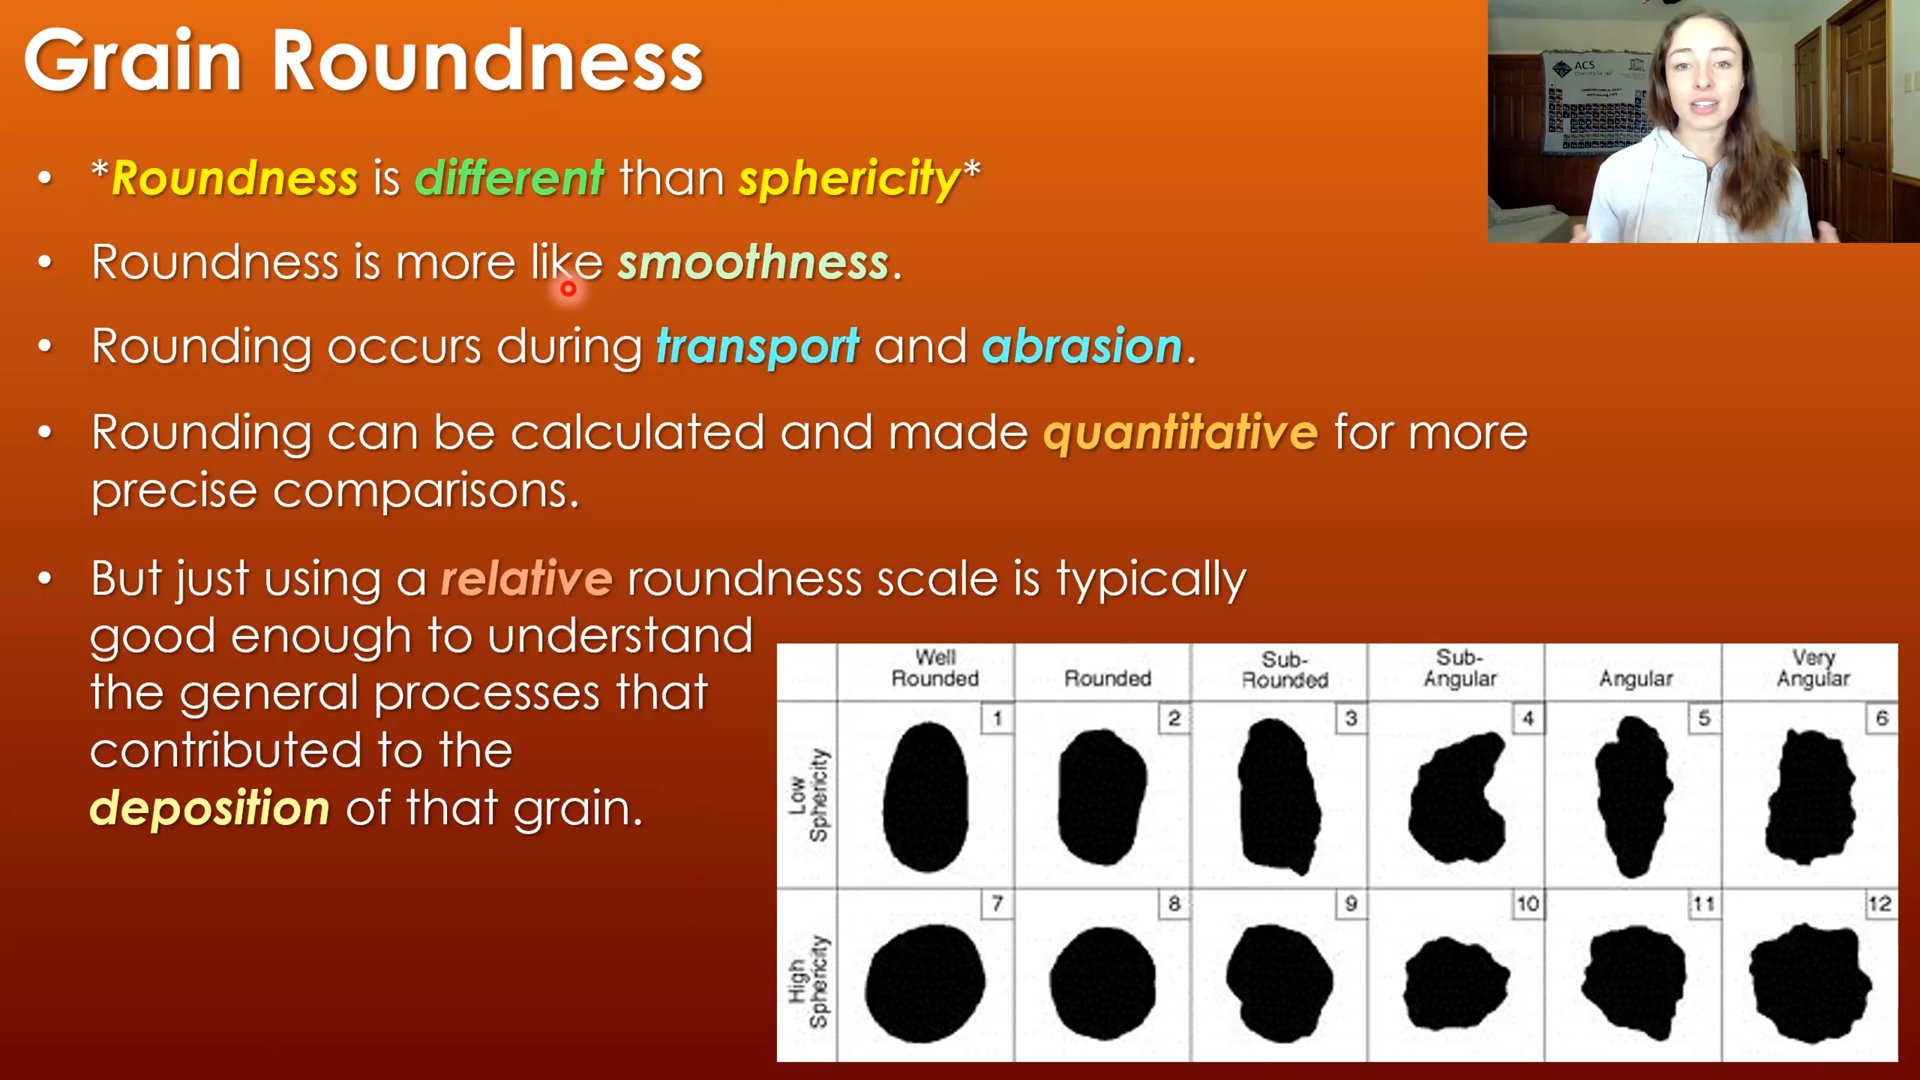 Grain Roundness
• *Roundness is different than sphericity*
• Roundness is more like smoothness.
• Rounding occurs during transport and abrasion.
• Rounding can be calculated and made quantitative for more
precise comparisons.
• But just using a relative roundness scale is typically
good enough to understand
the general processes that
contributed to the
deposition of that grain.
ACS
Well
Rounded
Rounded
Sub-
Rounded
Sub-
Angular
Angular
Very
Angular
Low
Sphericity
1
2
3
4
5
6
High
Sphericity
7
8
9
10
11
12